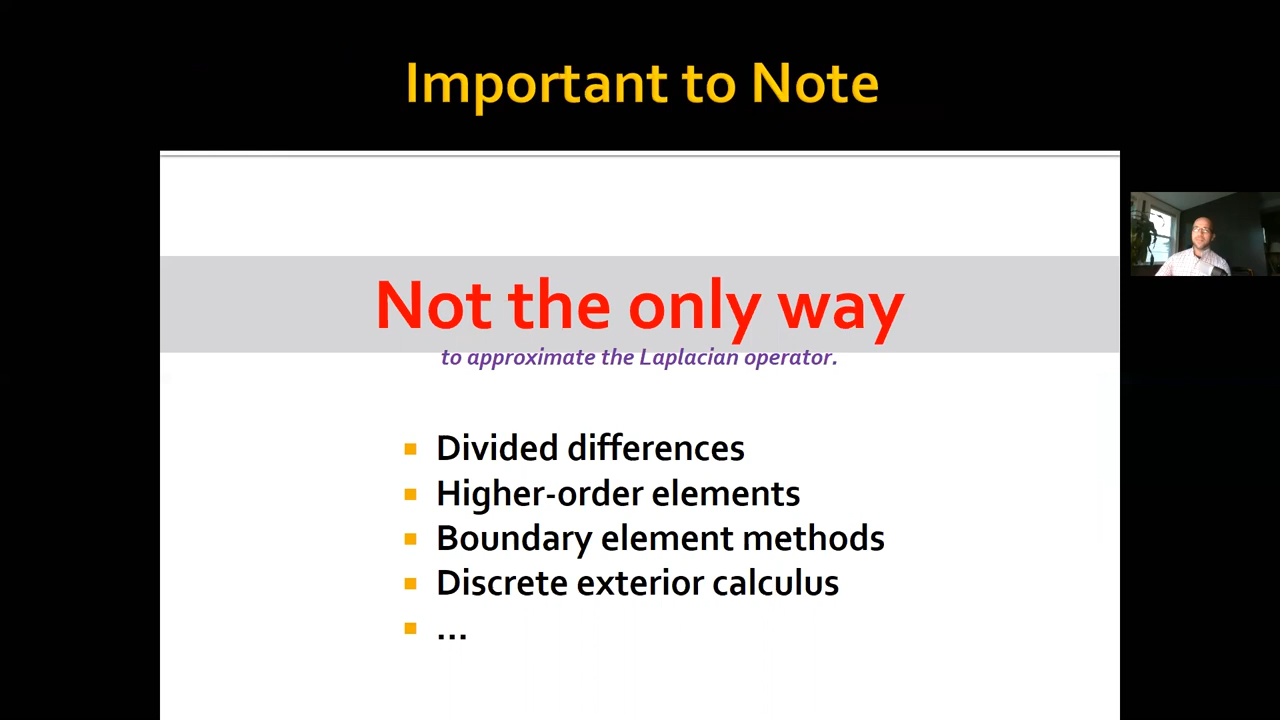 Important to Note
Not the only way
to approximate the Laplacian operator.
Divided differences
Higher-order elements
Boundary element methods
Discrete exterior calculus
...